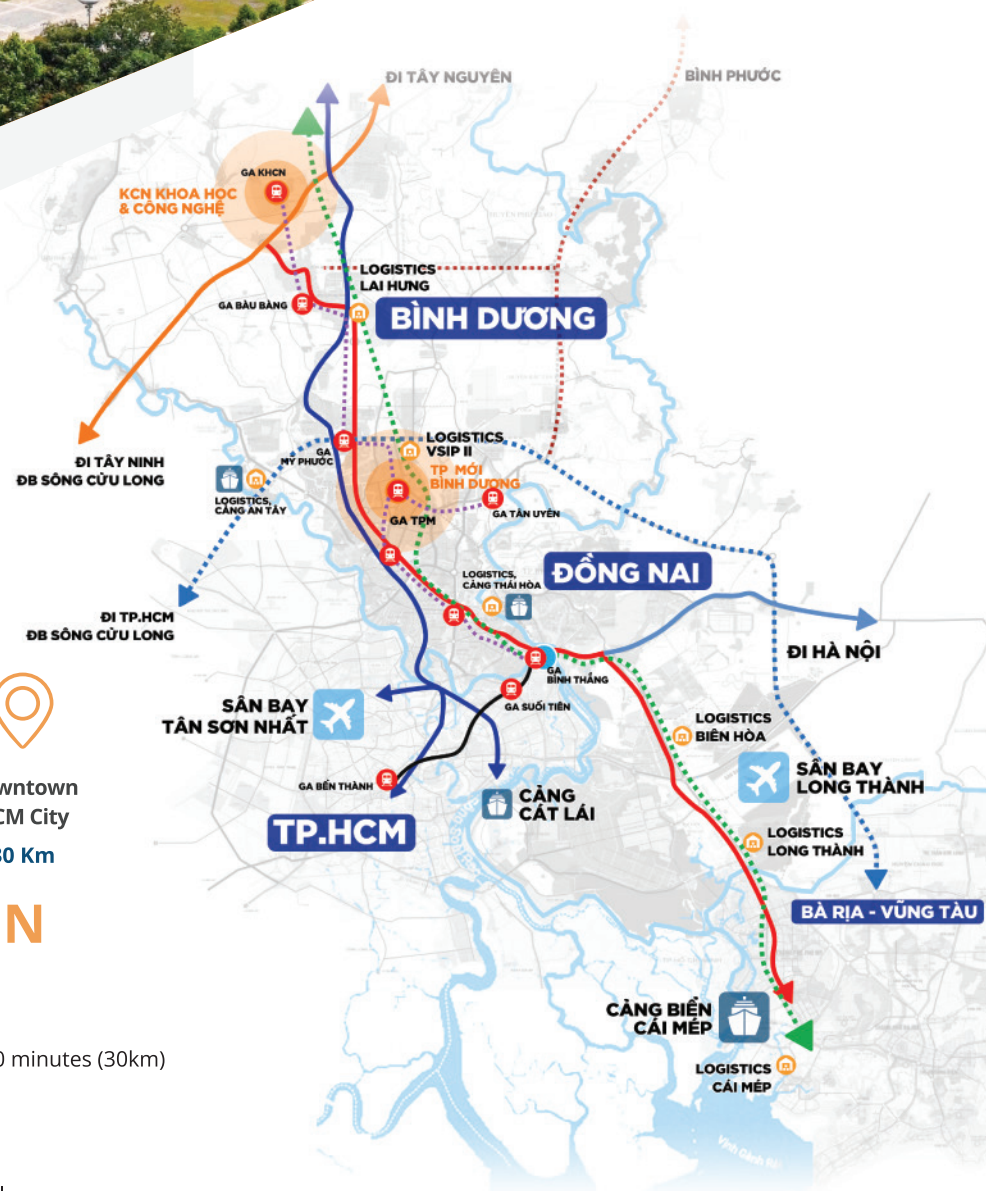 ĐI TÂY NGUYÊN
BÌNH PHƯỚC
GA KHCN
KCN KHOA HỌC
& CÔNG NGHỆ
LOGISTICS
LAI HƯNG
GA BÀU BÀNG
BÌNH DƯƠNG
LOGISTICS
VSIP II
GA
MỸ PHƯỚC
TP MỚI
BÌNH DƯƠNG
ĐI TÂY NINH
ĐB SÔNG CỬU LONG
LOGISTICS,
CẢNG AN TÂY
GA TÂN UYÊN
GA TPM
ĐỒNG NAI
LOGISTICS,
CẢNG THÁI HÒA
ĐI TP.HCM
ĐB SÔNG CỬU LONG
ĐI HÀ NỘI
GA
BÌNH THẮNG
GA SUỐI TIÊN
SÂN BAY
TÂN SƠN NHẤT
LOGISTICS
BIÊN HÒA
SÂN BAY
LONG THÀNH
GA BẾN THÀNH
wntown
CM City
30 Km
CẢNG
CÁT LÁI
TP.HCM
LOGISTICS
LONG THÀNH
BÀ RỊA - VŨNG TÀU
N
CẢNG BIỂN
CÁI MÉP
0 minutes (30km)
LOGISTICS
CÁI MÉP